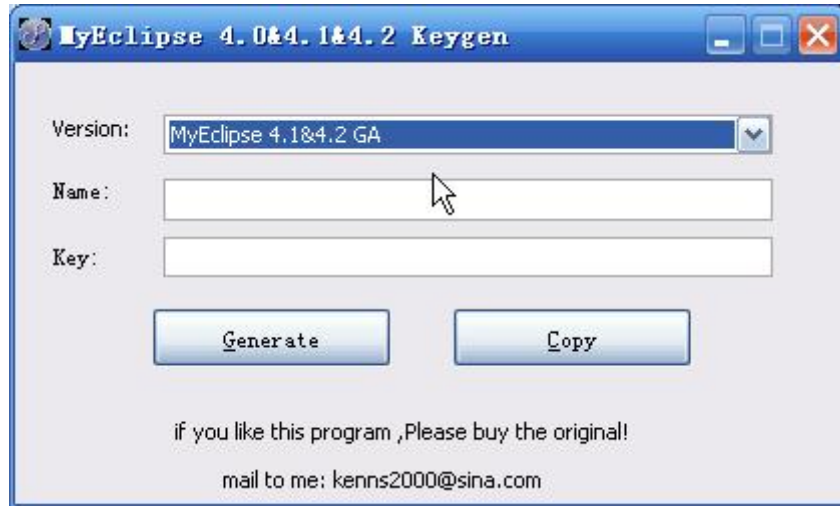 MyEclipse 4.0&4.1&4.2 Keygen
Version: MyEclipse 4.1&4.2 GA
Name:
Key:
Generate Copy
if you like this program ,Please buy the original!
mail to me: kenns2000@sina.com